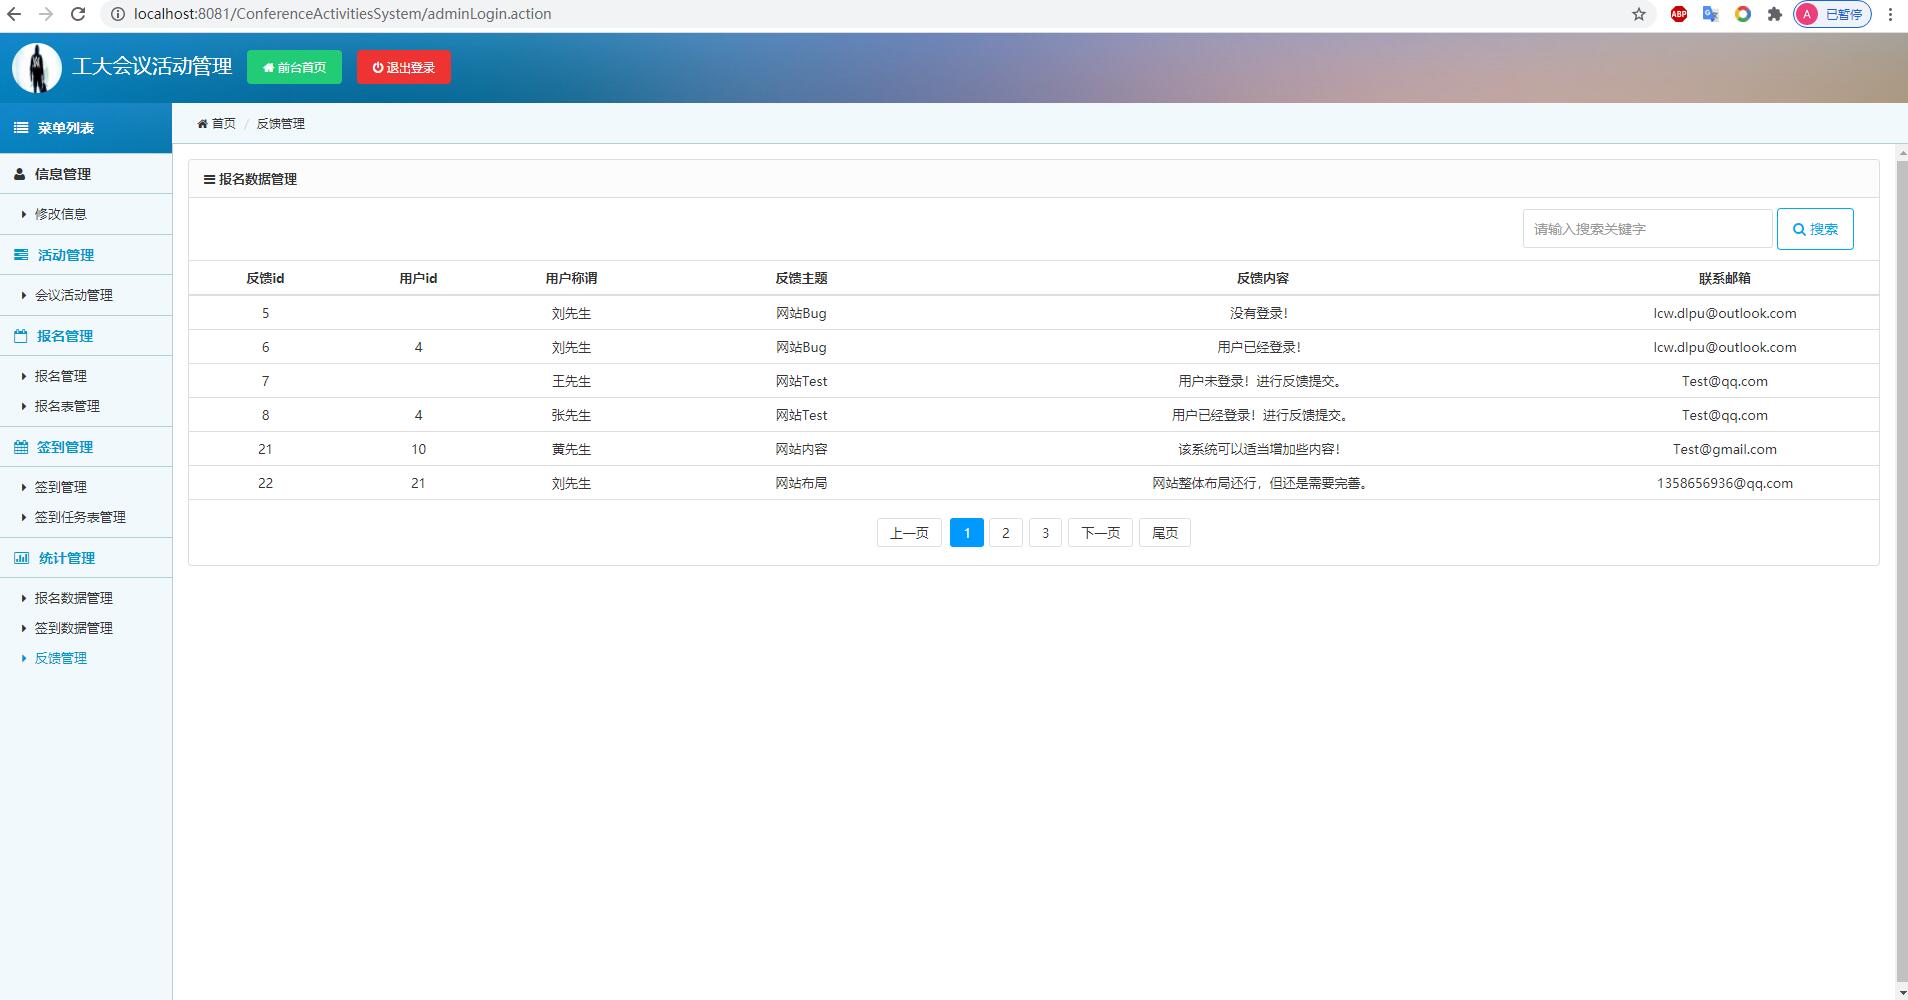 localhost:8081/ConferenceActivitiesSystem/adminLogin.action
ABP
A 已暂停
工大会议活动管理 前台首页 退出登录
菜单列表
首页 / 反馈管理
信息管理
修改信息
活动管理
会议活动管理
报名管理
报名管理
报名表管理
签到管理
签到管理
签到任务表管理
统计管理
报名数据管理
签到数据管理
反馈管理
报名数据管理
请输入搜索关键字 搜索
反馈id 用户id 用户称谓 反馈主题 反馈内容 联系邮箱
5 刘先生 网站Bug 没有登录! lcw.dlpu@outlook.com
6 4 刘先生 网站Bug 用户已经登录! lcw.dlpu@outlook.com
7 王先生 网站Test 用户未登录！进行反馈提交。 Test@qq.com
8 4 张先生 网站Test 用户已经登录！进行反馈提交。 Test@qq.com
21 10 黄先生 网站内容 该系统可以适当增加些内容! Test@gmail.com
22 21 刘先生 网站布局 网站整体布局还行，但还是需要完善。 1358656936@qq.com
上一页 1 2 3 下一页 尾页